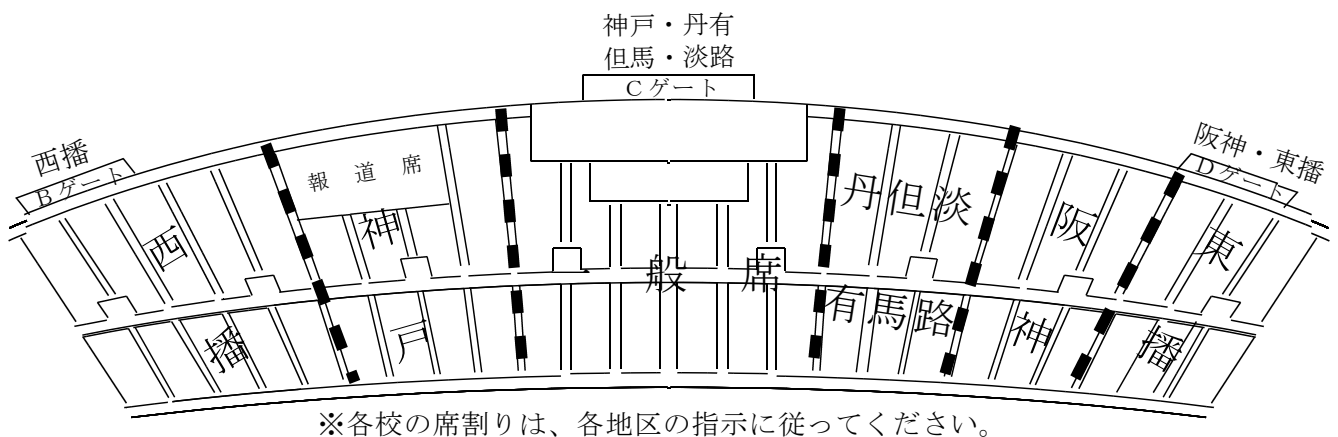 神戸・丹有
但馬・淡路
Cゲート
西播
Bゲート
阪神・東播
Dゲート
報道席
西播
神戸
般席
丹有
但馬
淡路
阪神
東播
※各校の席割りは、各地区の指示に従ってください。